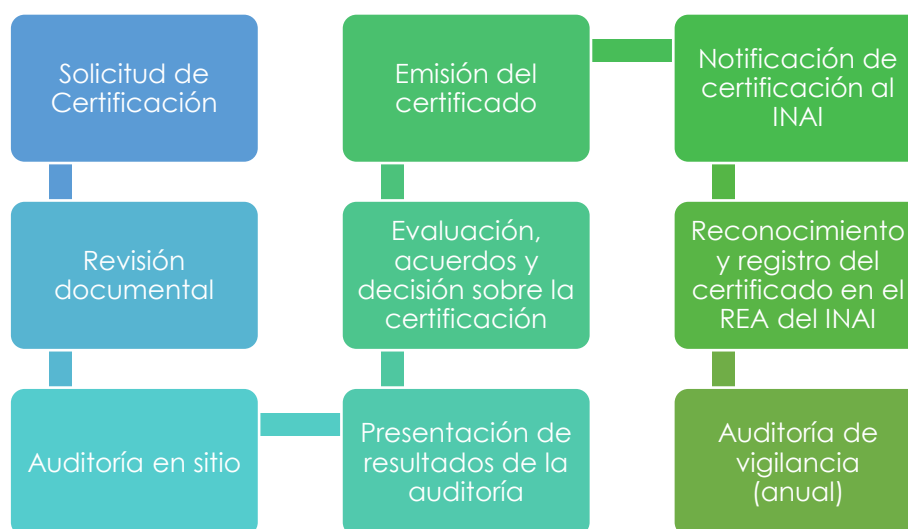 Solicitud de
Certificación
Revisión
documental
Auditoría en sitio
Presentación de
resultados de la
auditoría
Evaluación,
acuerdos y
decisión sobre la
certificación
Emisión del
certificado
Notificación de
certificación al
INAI
Reconocimiento
y registro del
certificado en el
REA del INAI
Auditoría de
vigilancia
(anual)